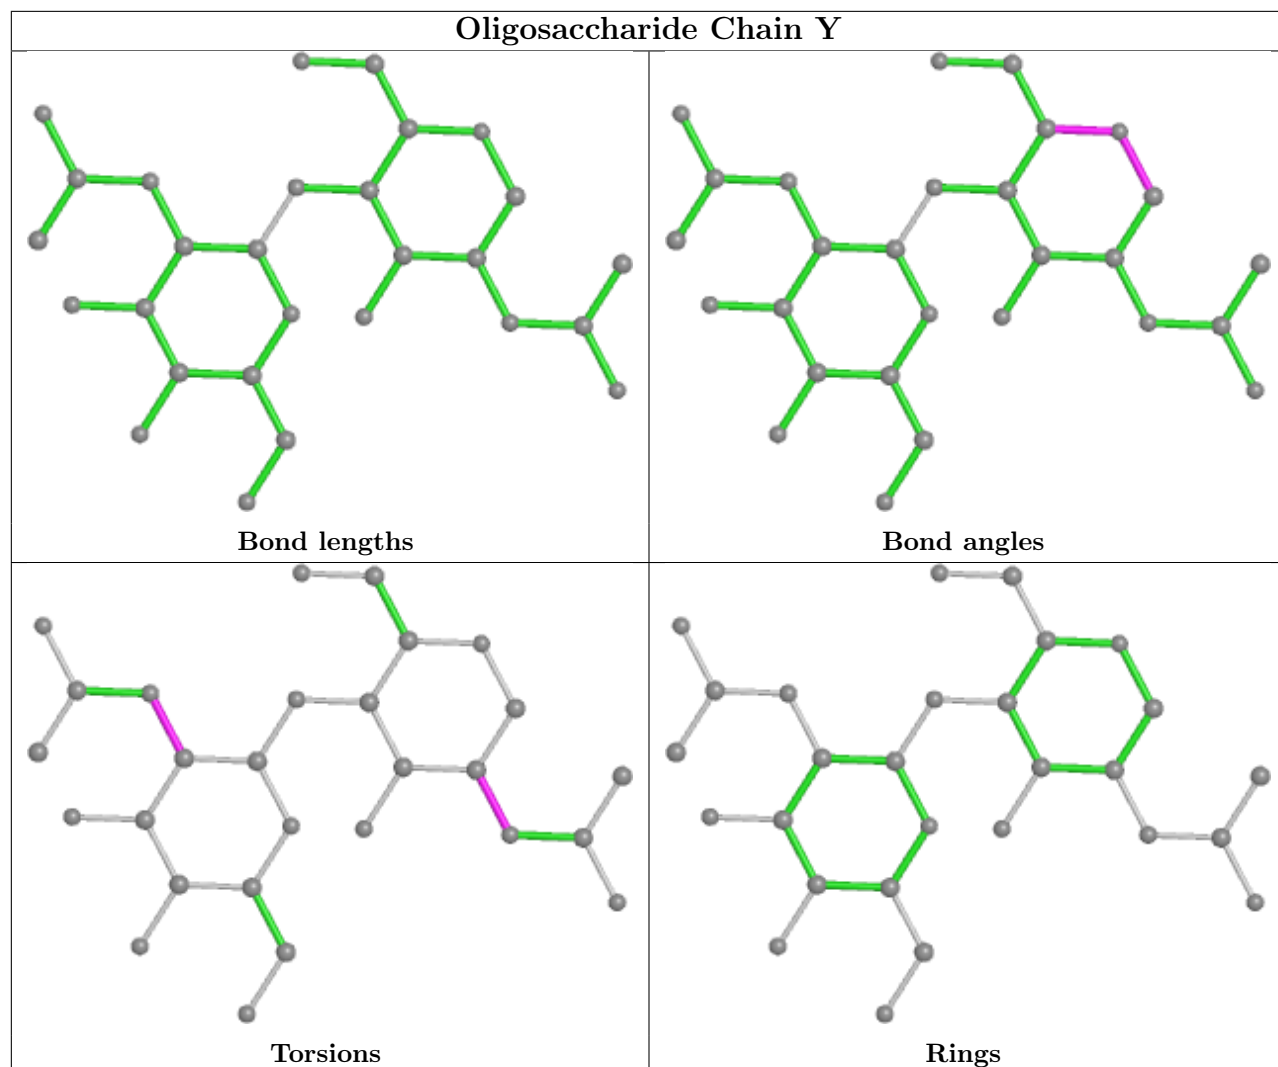 Oligosaccharide Chain Y
Bond lengths
Bond angles
Torsions
Rings